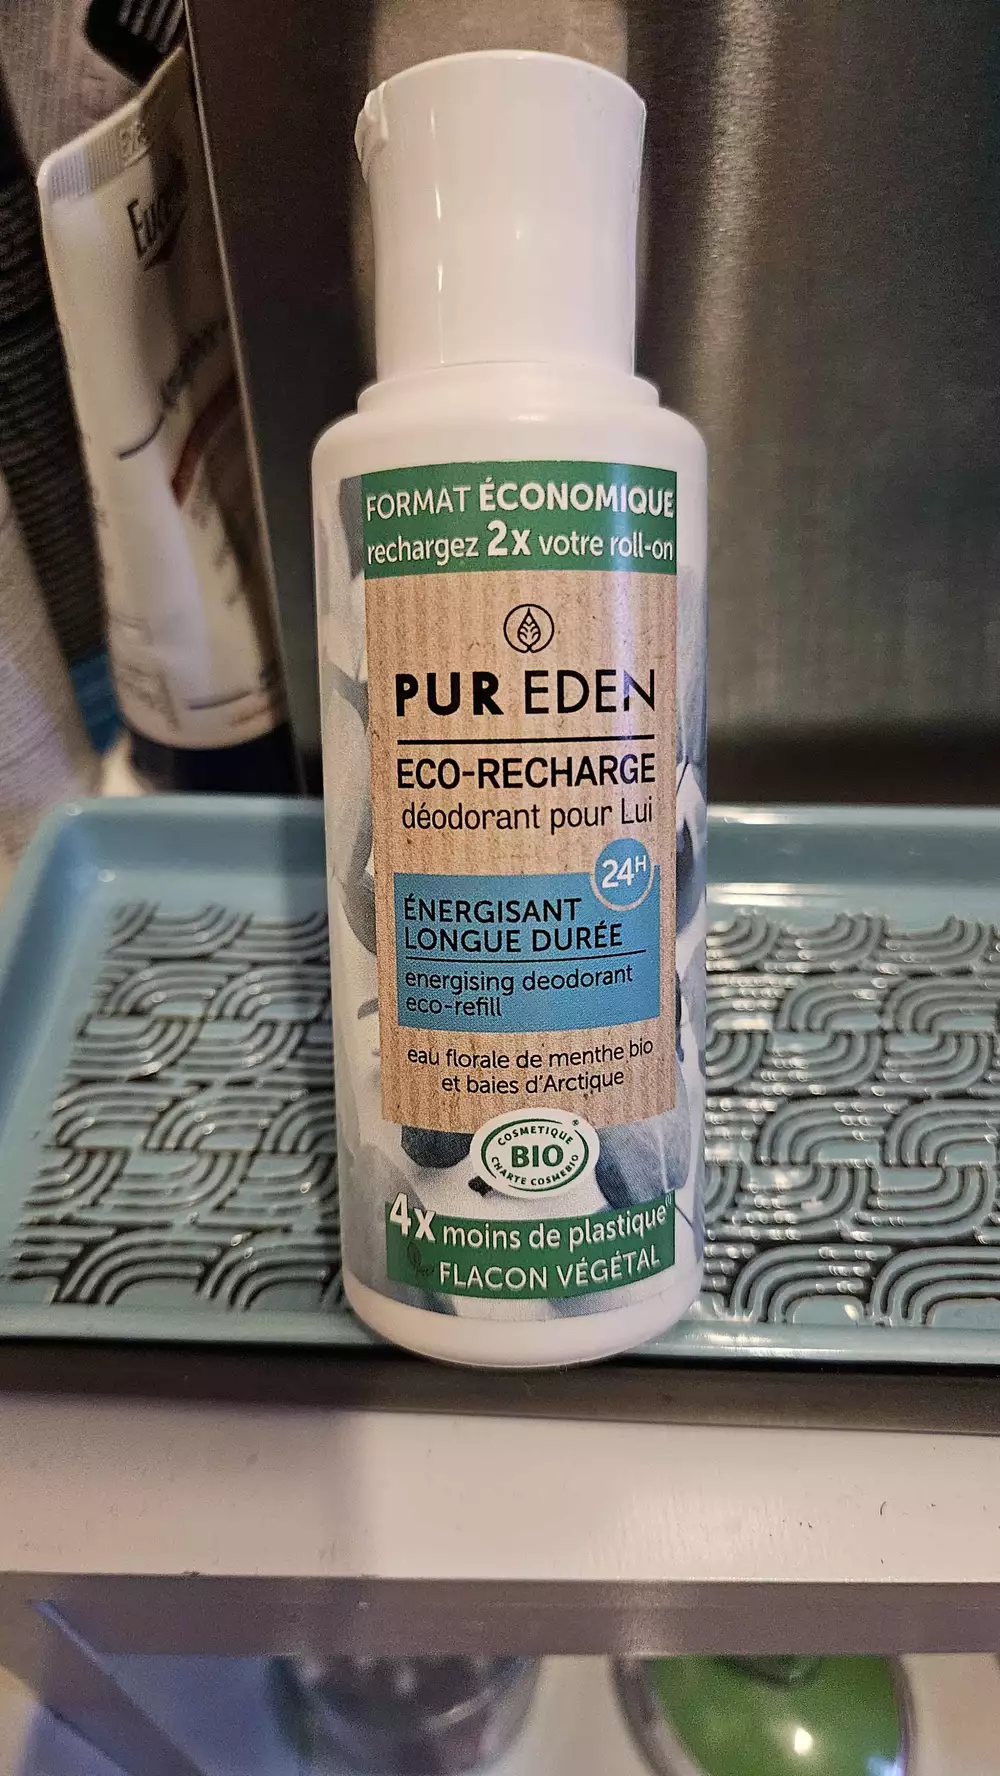 FORMAT ÉCONOMIQUE
rechargez 2x votre roll-on
PUR EDEN
ECO-RECHARGE
déodorant pour Lui
24H
ÉNERGISANT
LONGUE DURÉE
energising deodorant
eco-refill
eau florale de menthe bio
et baies d'Arctique
COSMETIQUE ®
BIO
CHARTE COSMEBIO
4x moins de plastique(1)
FLACON VÉGÉTAL